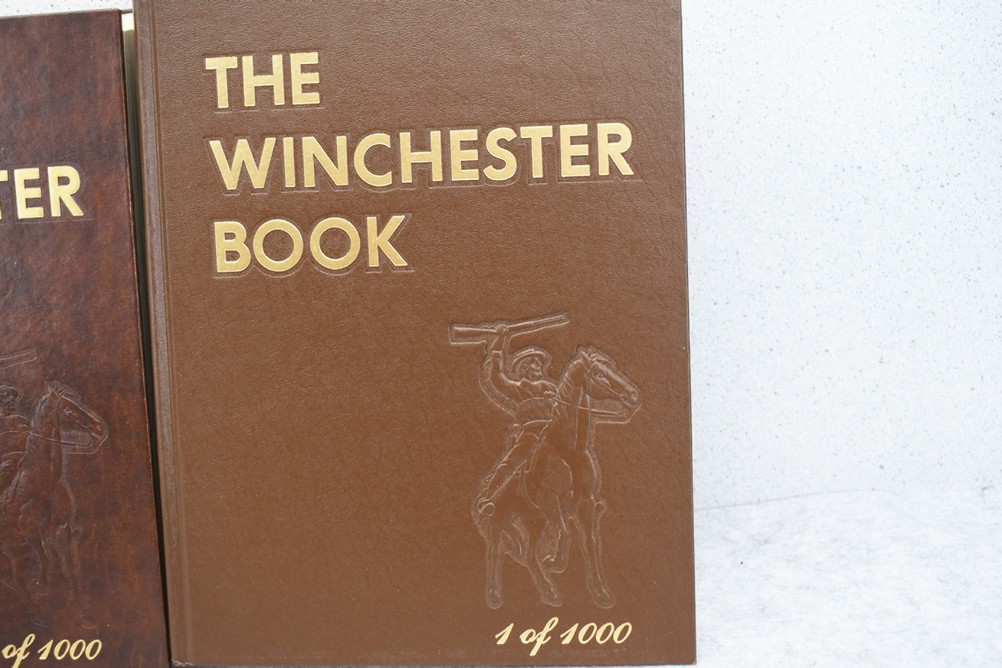 TER
of 1000
THE
WINCHESTER
BOOK
1 of 1000